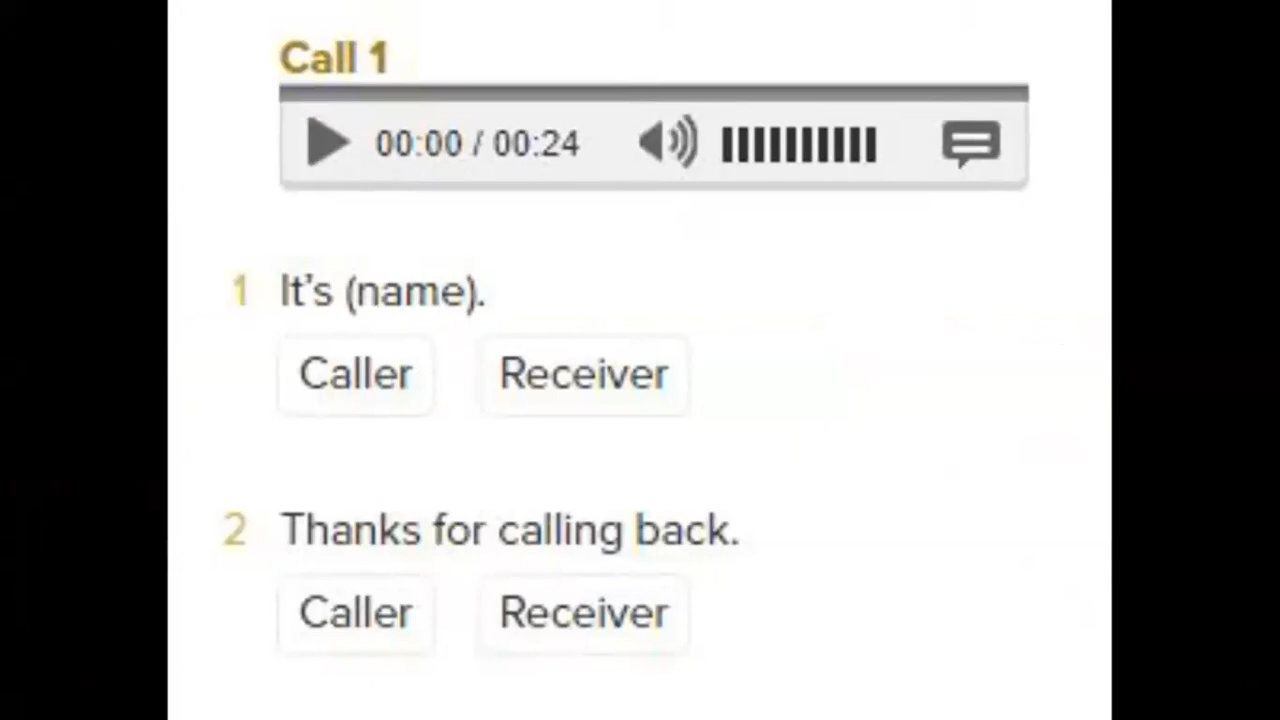 Call 1
00:00 / 00:24
1 It's (name).
Caller Receiver
2 Thanks for calling back.
Caller Receiver